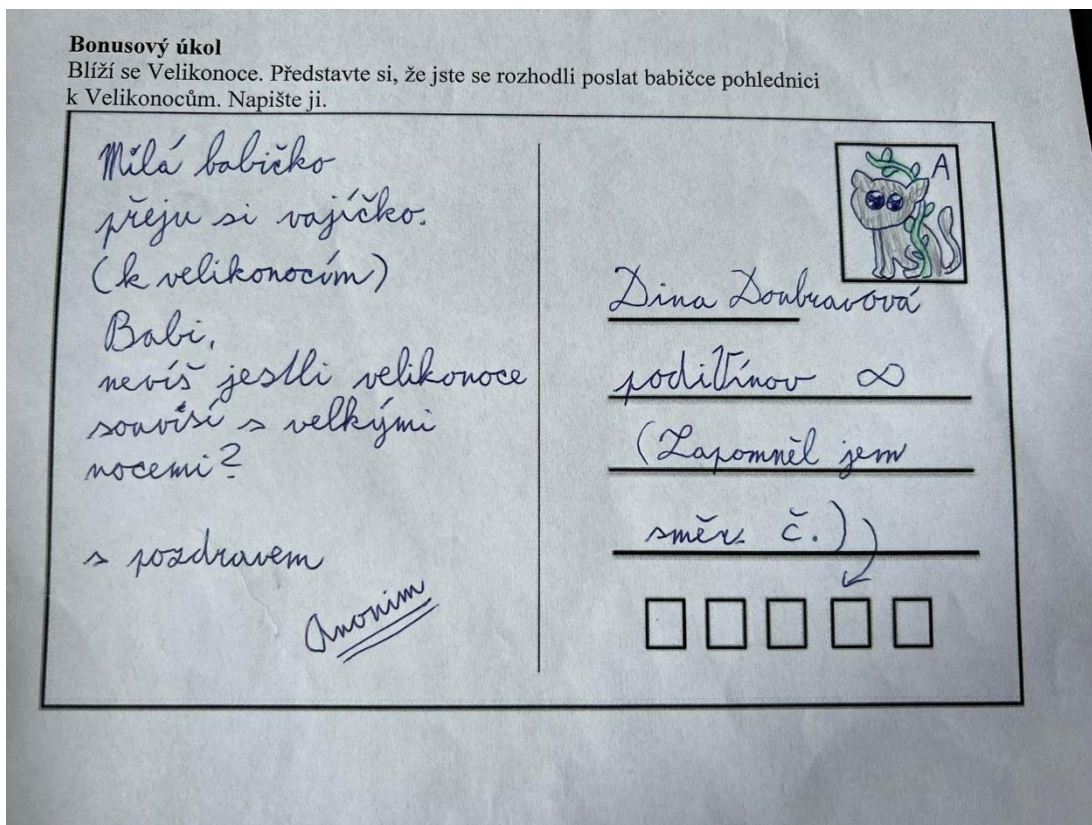 Bonusový úkol
Blíží se Velikonoce. Představte si, že jste se rozhodli poslat babičce pohlednici
k Velikonocům. Napište ji.
Milá babičko
přeju si vajíčko.
(k velikonocím)
Babi,
nevíš jestli velikonoce
souvisí s velkými
nocemi?
s pozdravem
Anonim
A
Dina Doubravová
podiťínov ∞
(Zapomněl jsem
směr. č.)